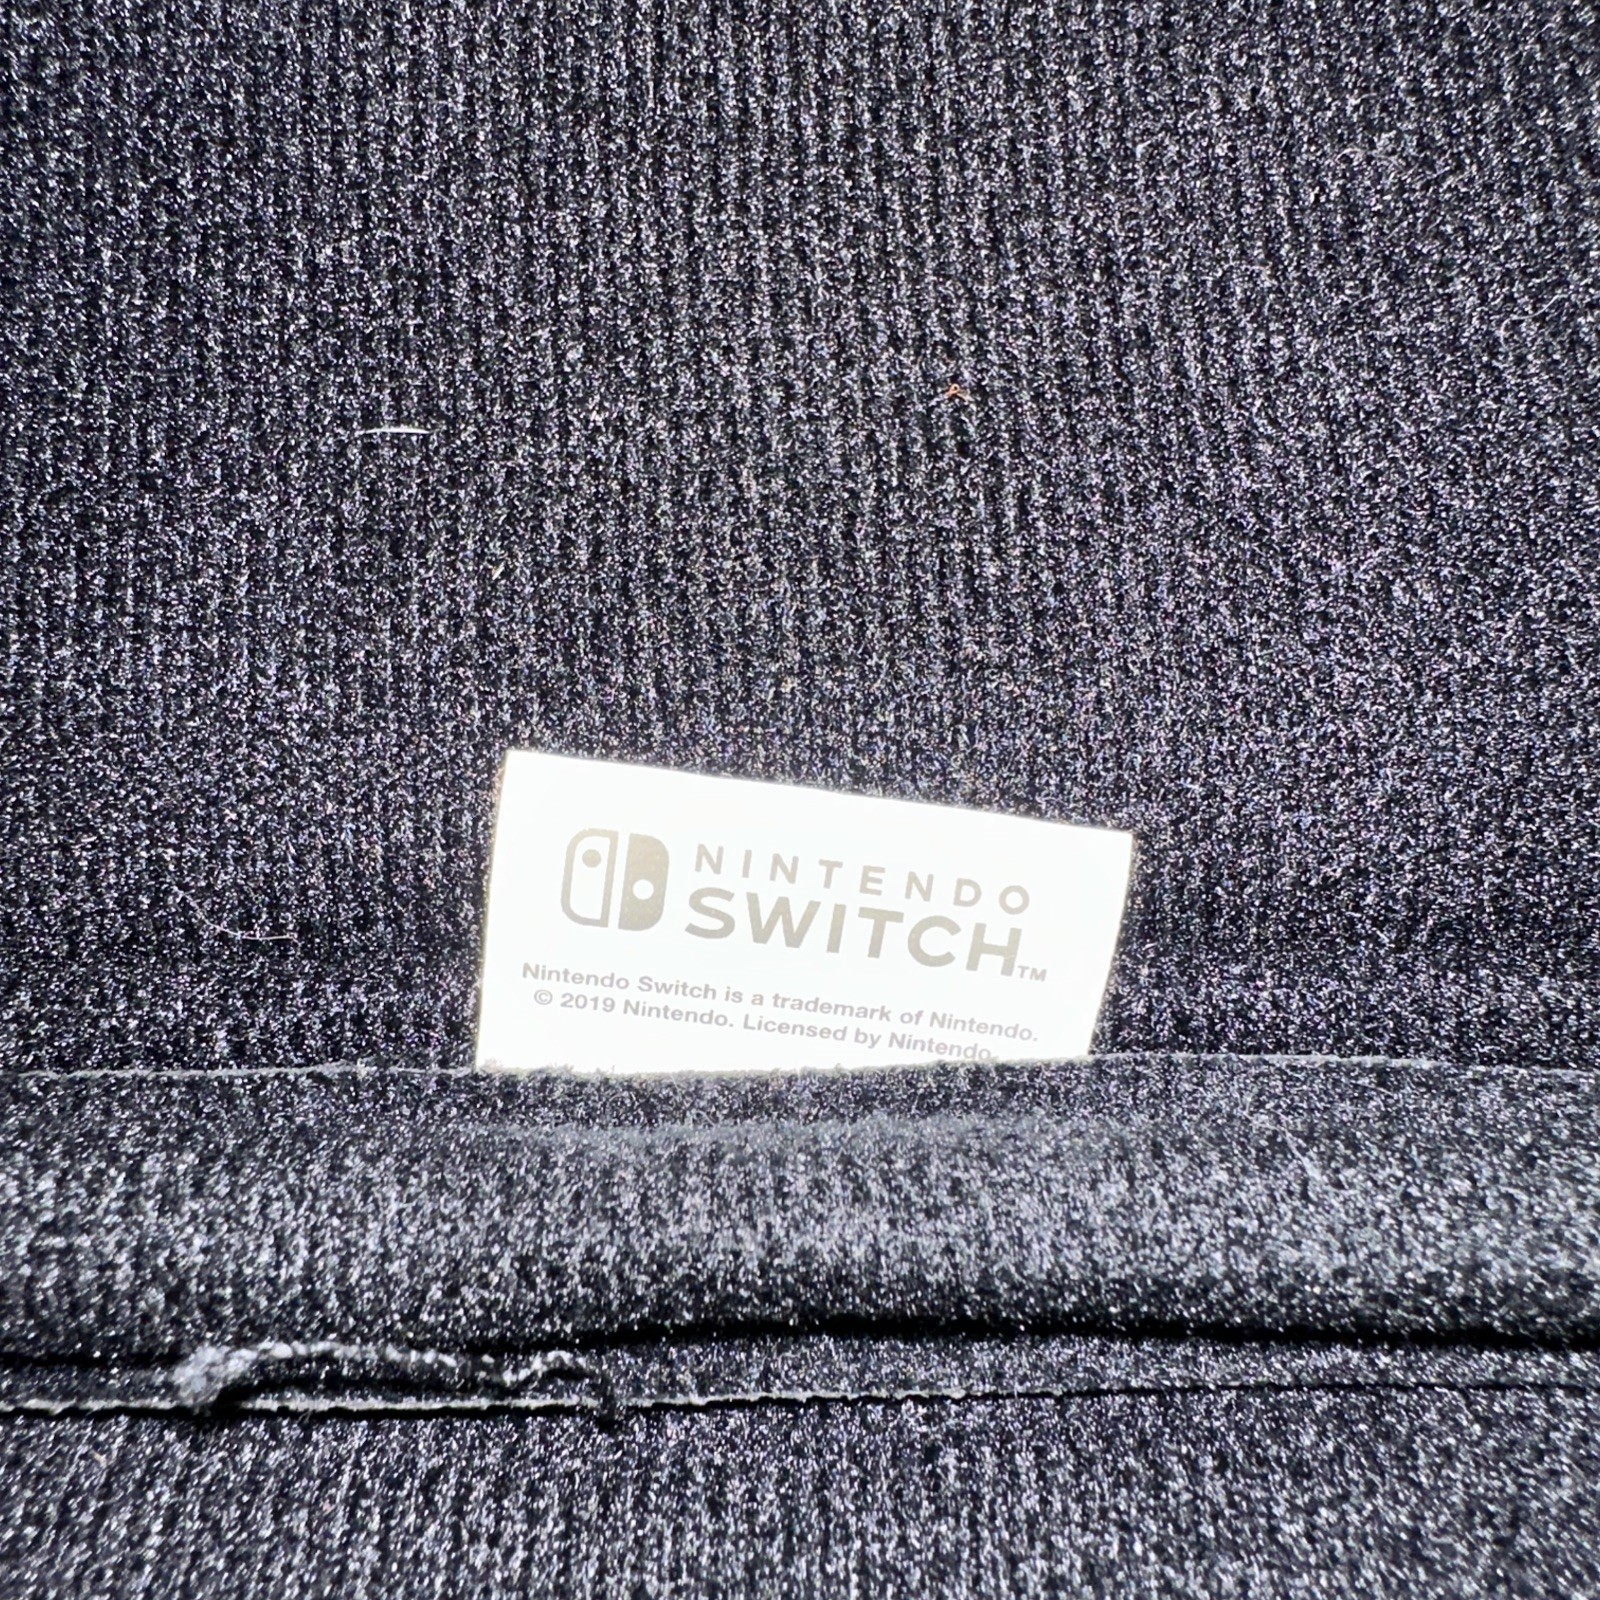 NINTENDO
SWITCH™
Nintendo Switch is a trademark of Nintendo.
© 2019 Nintendo. Licensed by Nintendo.